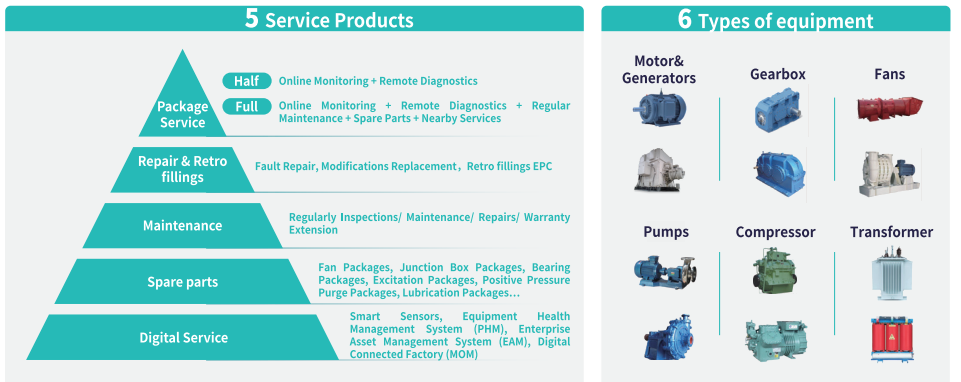 5 Service Products
Package
Service
Half
Online Monitoring + Remote Diagnostics
Full
Online Monitoring + Remote Diagnostics + Regular
Maintenance + Spare Parts + Nearby Services
Repair & Retro
fillings
Fault Repair, Modifications Replacement，Retro fillings EPC
Maintenance
Regularly Inspections/ Maintenance/ Repairs/ Warranty
Extension
Spare parts
Fan Packages, Junction Box Packages, Bearing
Packages, Excitation Packages, Positive Pressure
Purge Packages, Lubrication Packages…
Digital Service
Smart Sensors, Equipment Health
Management System (PHM), Enterprise
Asset Management System (EAM), Digital
Connected Factory (MOM)
6 Types of equipment
Motor&
Generators
Gearbox
Fans
Pumps
Compressor
Transformer